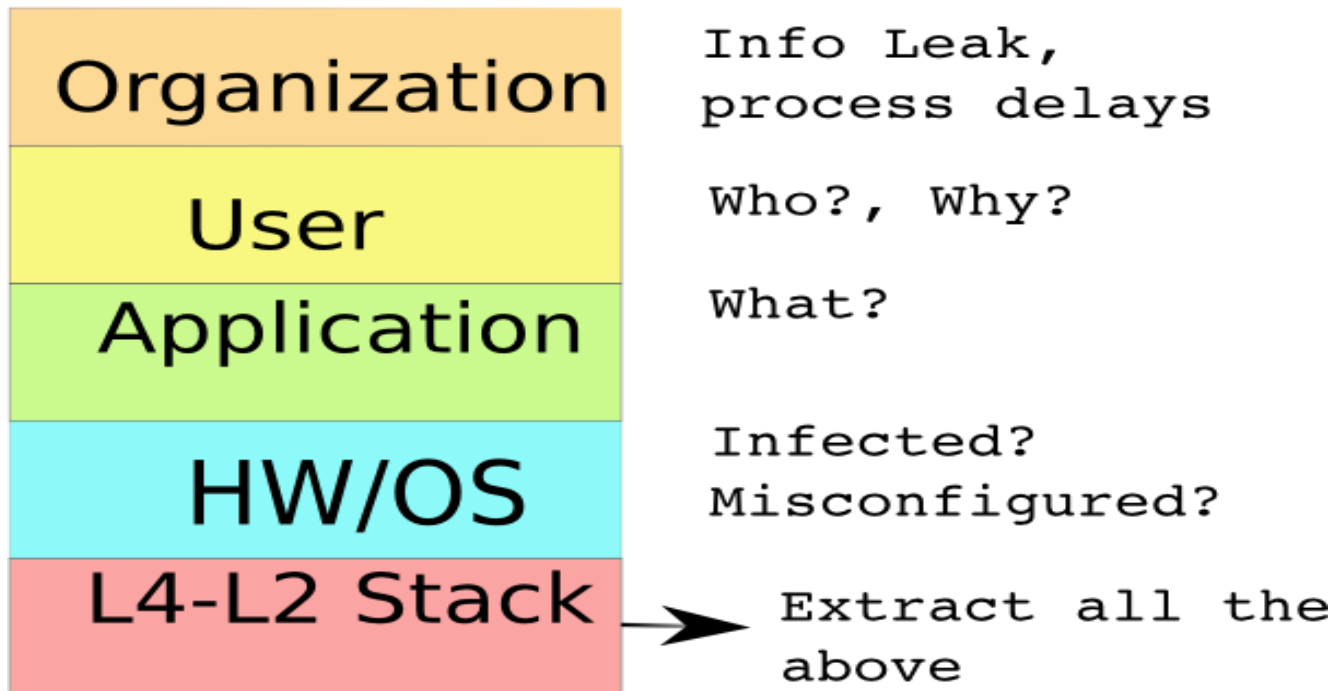 Organization
Info Leak,
process delays
User
Who?, Why?
Application
What?
HW/OS
Infected?
Misconfigured?
L4-L2 Stack
Extract all the
above